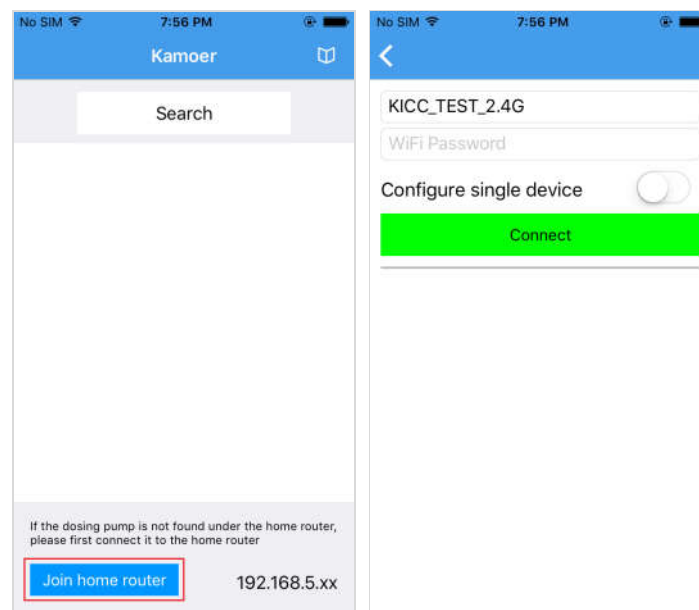 No SIM 7:56 PM
Kamoer
Search
If the dosing pump is not found under the home router,
please first connect it to the home router
Join home router
192.168.5.xx
No SIM 7:56 PM
KICC_TEST_2.4G
WiFi Password
Configure single device
Connect